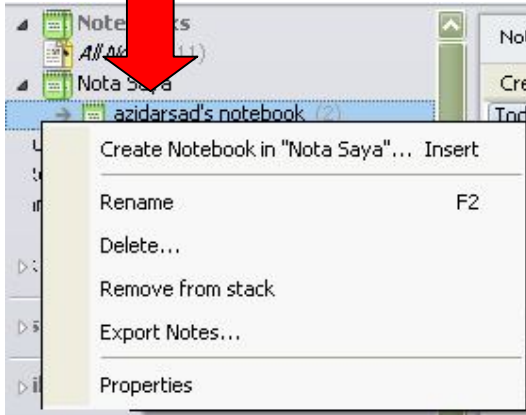 Notebooks
All No (11)
Nota Saya
azidarsad's notebook (2)
Create Notebook in "Nota Saya"... Insert
Rename F2
Delete...
Remove from stack
Export Notes...
Properties
Not
Cre
Tod